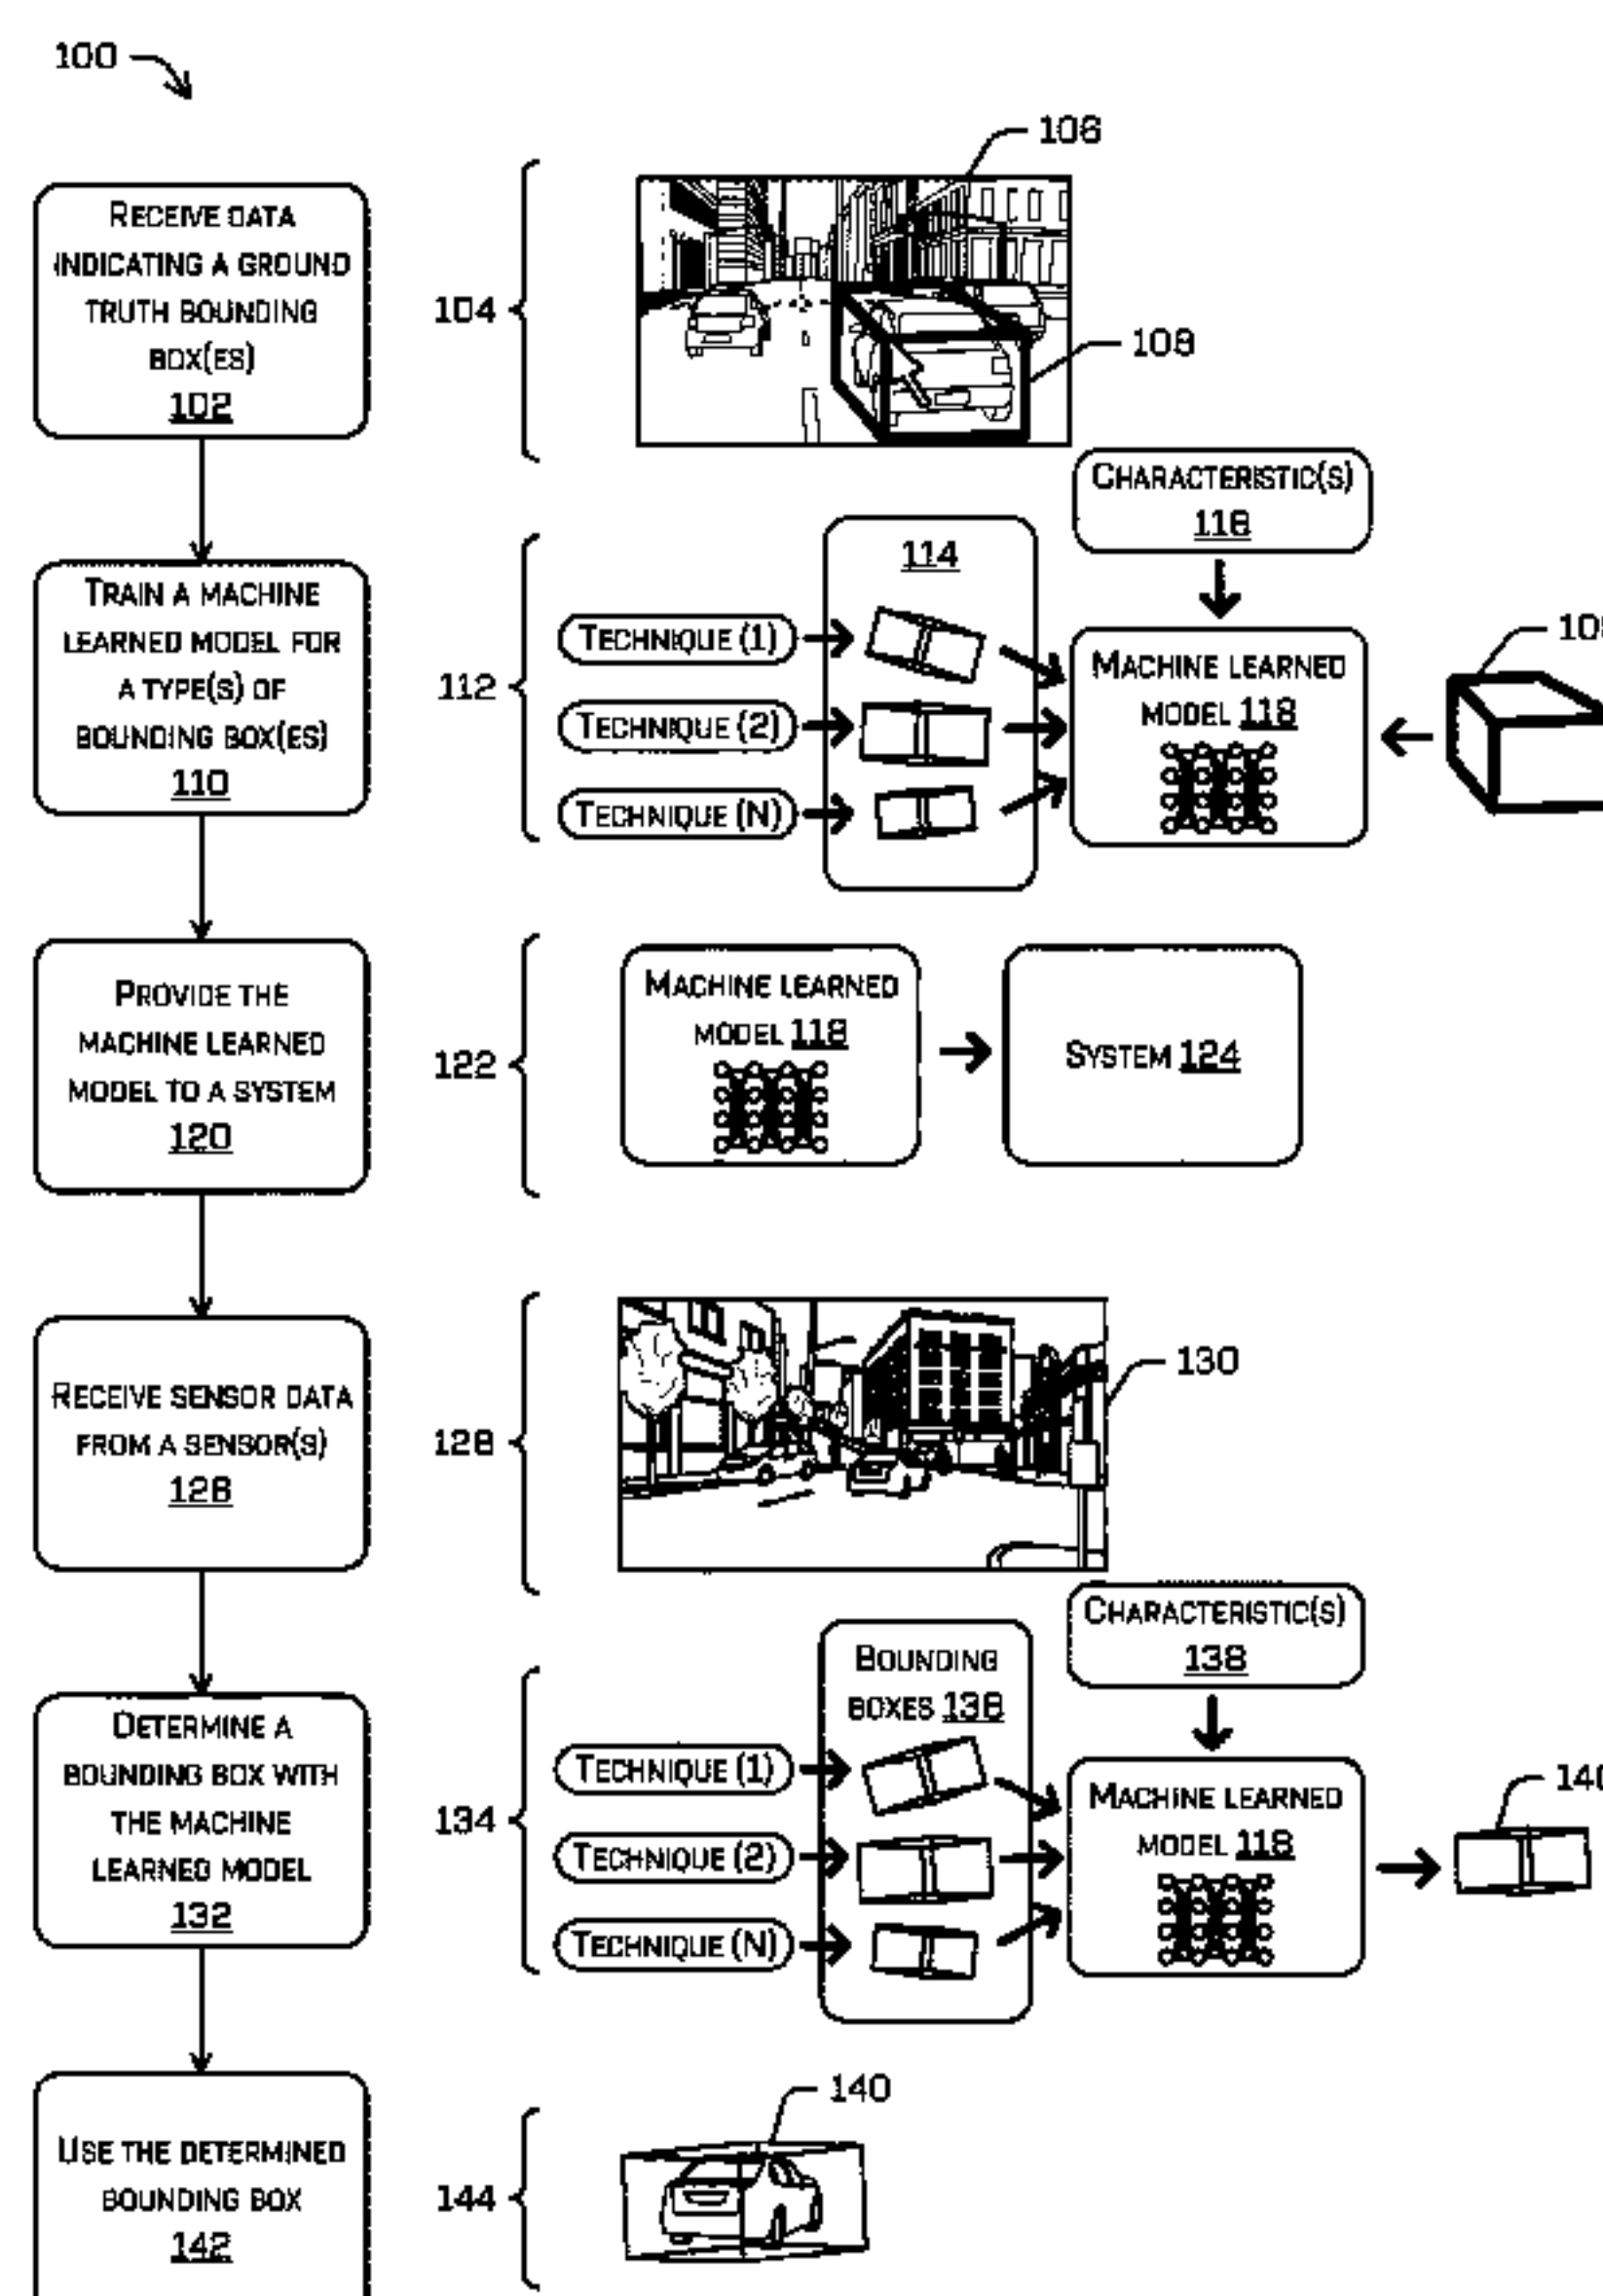 100
RECEIVE DATA
INDICATING A GROUND
TRUTH BOUNDING
BOX(ES)
102
104
106
108
TRAIN A MACHINE
LEARNED MODEL FOR
A TYPE(S) OF
BOUNDING BOX(ES)
110
112
TECHNIQUE (1)
TECHNIQUE (2)
TECHNIQUE (N)
114
CHARACTERISTIC(S)
116
MACHINE LEARNED
MODEL 118
108
PROVIDE THE
MACHINE LEARNED
MODEL TO A SYSTEM
120
122
MACHINE LEARNED
MODEL 118
SYSTEM 124
RECEIVE SENSOR DATA
FROM A SENSOR(S)
126
128
130
DETERMINE A
BOUNDING BOX WITH
THE MACHINE
LEARNED MODEL
132
134
TECHNIQUE (1)
TECHNIQUE (2)
TECHNIQUE (N)
BOUNDING
BOXES 136
CHARACTERISTIC(S)
138
MACHINE LEARNED
MODEL 118
140
USE THE DETERMINED
BOUNDING BOX
142
144
140